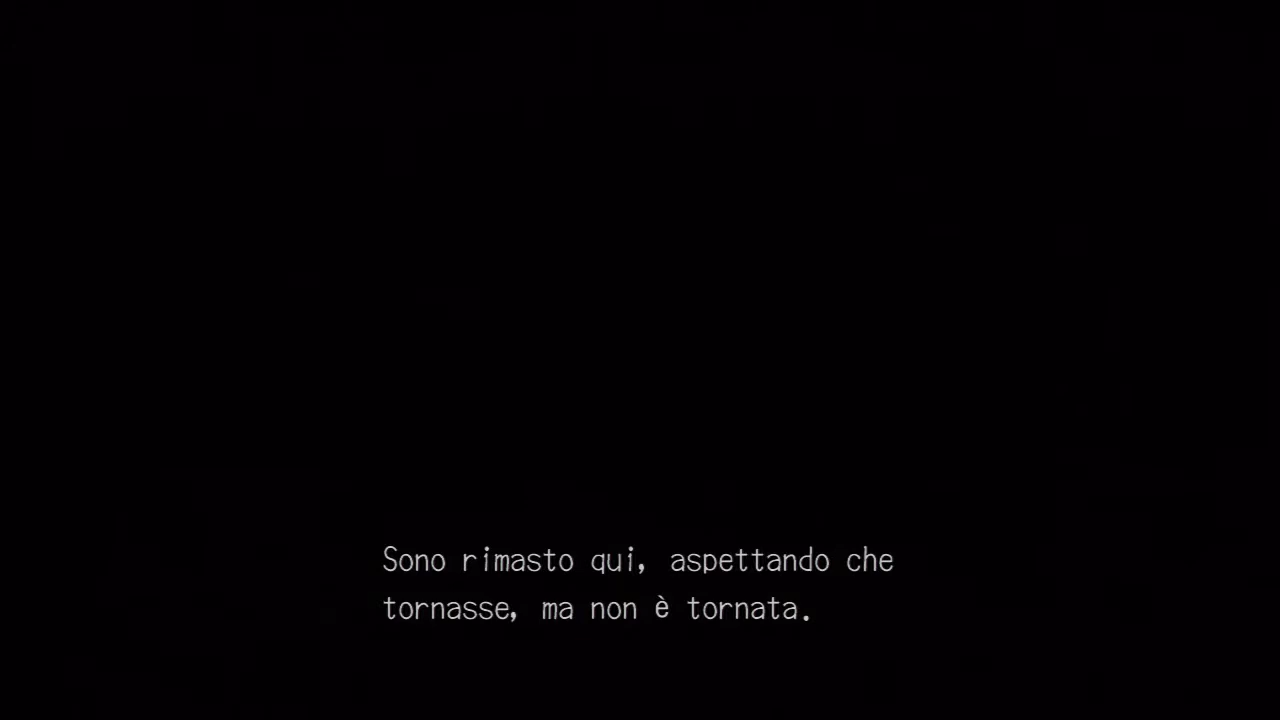 Sono rimasto qui, aspettando che
tornasse, ma non è tornata.